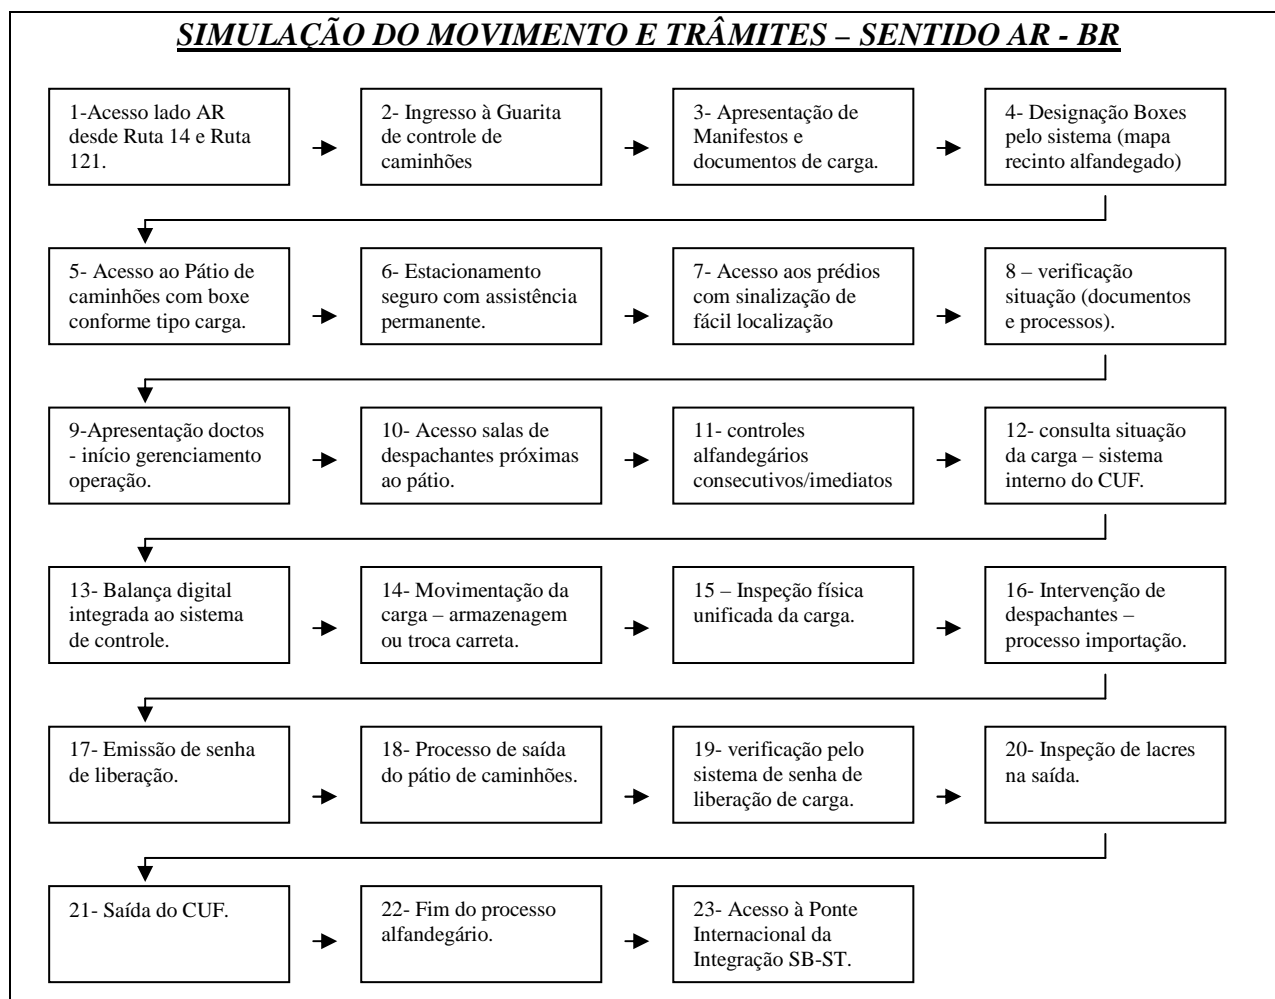 SIMULAÇÃO DO MOVIMENTO E TRÂMITES – SENTIDO AR - BR
1-Acesso lado AR
desde Ruta 14 e Ruta
121.
2- Ingresso à Guarita
de controle de
caminhões
3- Apresentação de
Manifestos e
documentos de carga.
4- Designação Boxes
pelo sistema (mapa
recinto alfandegado)
5- Acesso ao Pátio de
caminhões com boxe
conforme tipo carga.
6- Estacionamento
seguro com assistência
permanente.
7- Acesso aos prédios
com sinalização de
fácil localização
8 – verificação
situação (documentos
e processos).
9-Apresentação doctos
- início gerenciamento
operação.
10- Acesso salas de
despachantes próximas
ao pátio.
11- controles
alfandegários
consecutivos/imediatos
12- consulta situação
da carga – sistema
interno do CUF.
13- Balança digital
integrada ao sistema
de controle.
14- Movimentação da
carga – armazenagem
ou troca carreta.
15 – Inspeção física
unificada da carga.
16- Intervenção de
despachantes –
processo importação.
17- Emissão de senha
de liberação.
18- Processo de saída
do pátio de caminhões.
19- verificação pelo
sistema de senha de
liberação de carga.
20- Inspeção de lacres
na saída.
21- Saída do CUF.
22- Fim do processo
alfandegário.
23- Acesso à Ponte
Internacional da
Integração SB-ST.